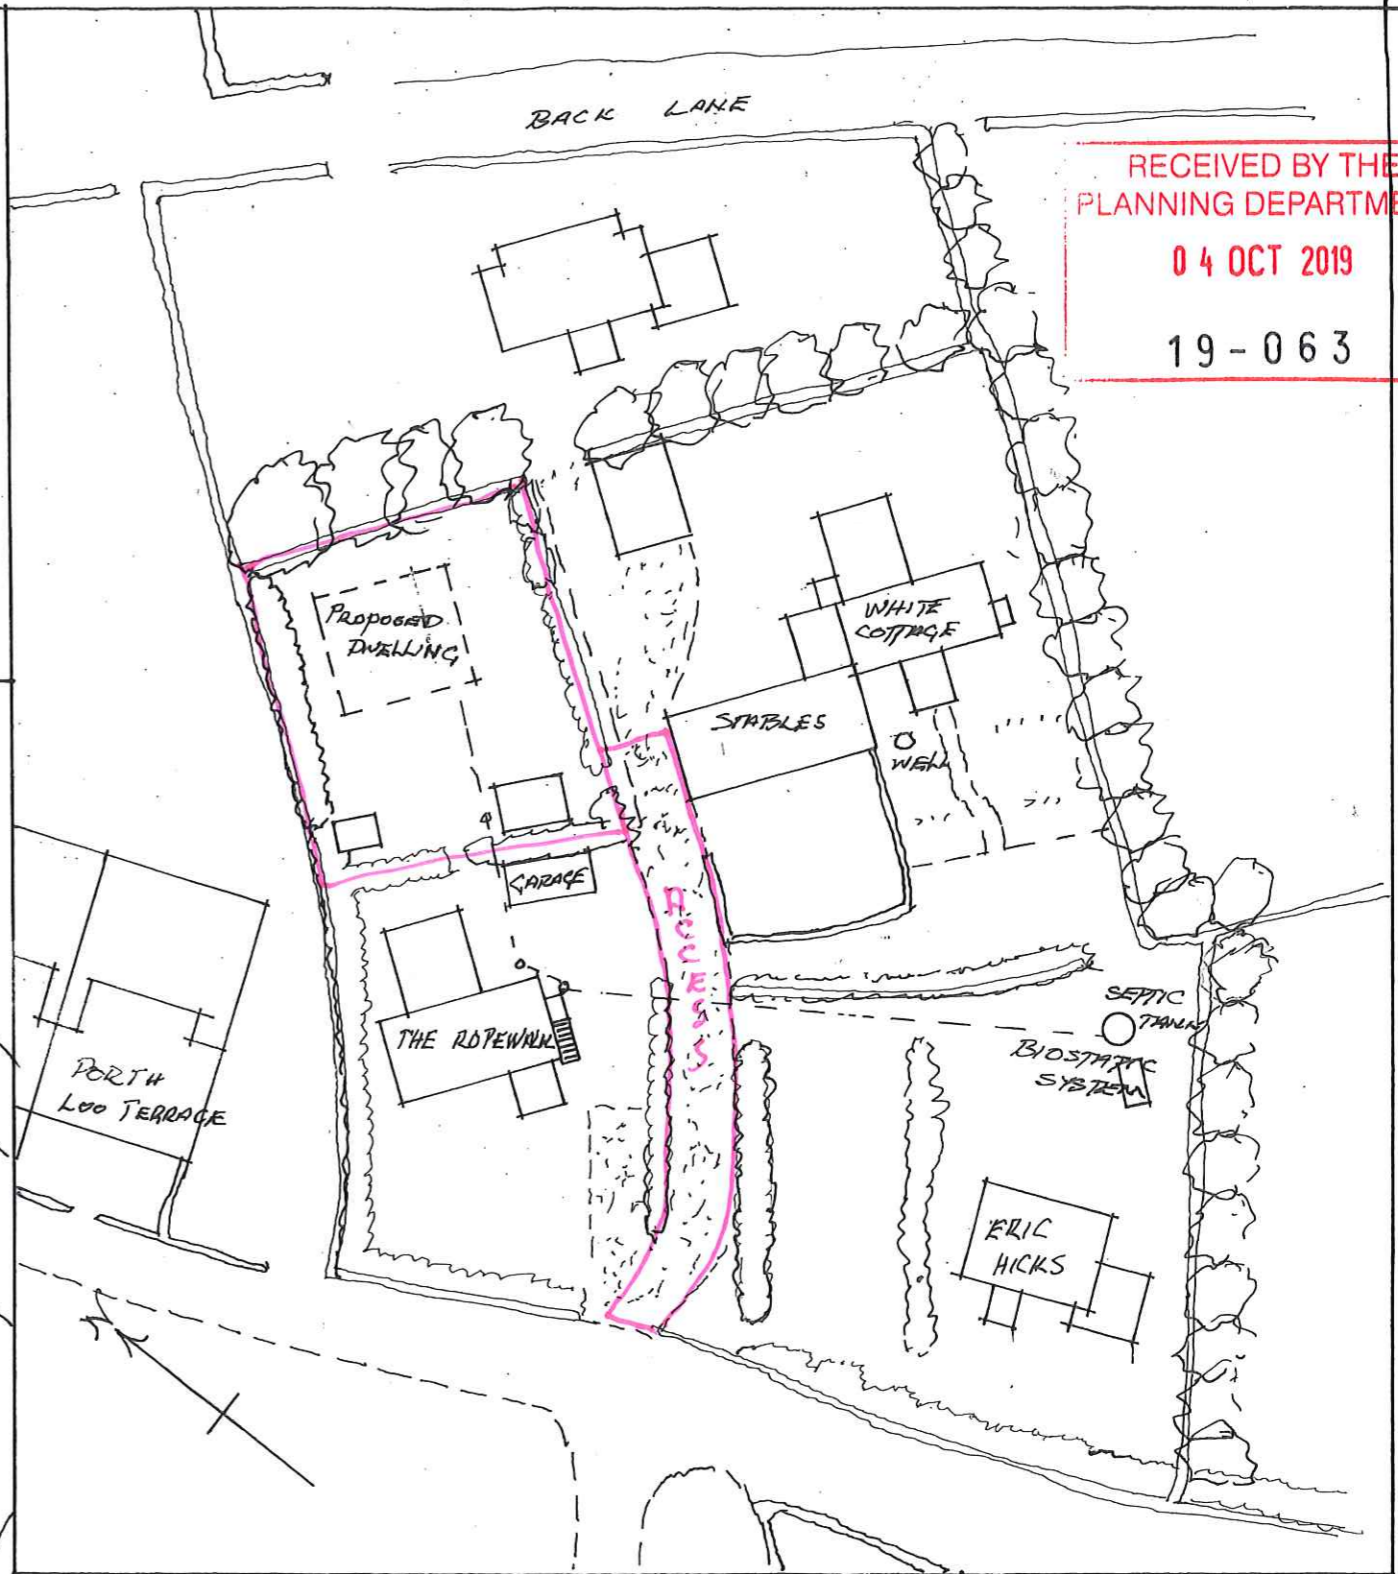 BACK LANE
RECEIVED BY THE
PLANNING DEPARTME
04 OCT 2019
19-063
PROPOSED
DWELLING
WHITE
COTTAGE
STABLES
WELL
GARAGE
ACCESS
THE ROPEWALK
SEPTIC
TANK
BIOSTATIC
SYSTEM
PORTH
LOO TERRACE
ERIC
HICKS